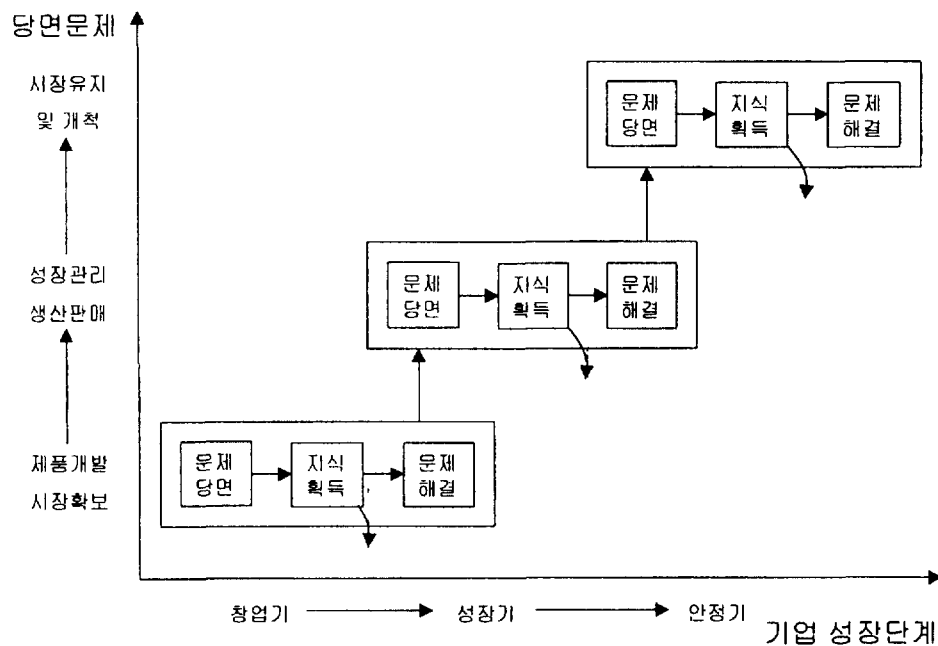 당면문제
시장유지
및 개척
문제 당면
지식 획득
문제 해결
성장관리
생산판매
문제 당면
지식 획득
문제 해결
제품개발
시장확보
문제 당면
지식 획득
문제 해결
창업기
성장기
안정기
기업 성장단계